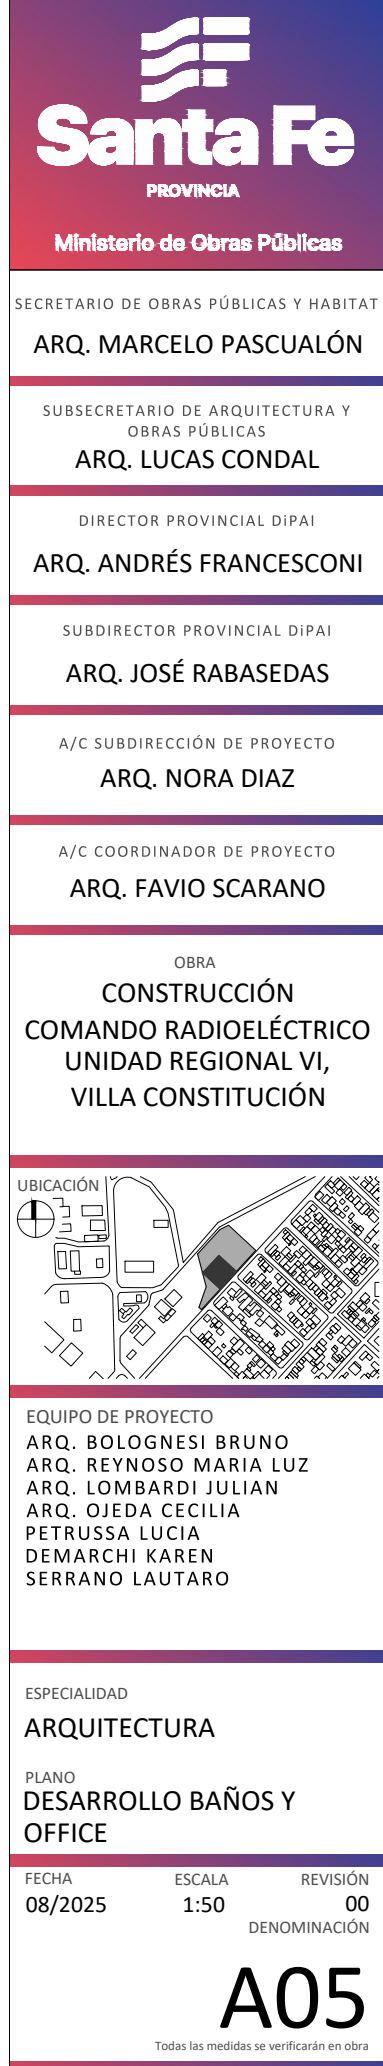 Santa Fe
PROVINCIA
Ministerio de Obras Públicas
SECRETARIO DE OBRAS PÚBLICAS Y HABITAT
ARQ. MARCELO PASCUALÓN
SUBSECRETARIO DE ARQUITECTURA Y
OBRAS PÚBLICAS
ARQ. LUCAS CONDAL
DIRECTOR PROVINCIAL DiPAI
ARQ. ANDRÉS FRANCESCONI
SUBDIRECTOR PROVINCIAL DiPAI
ARQ. JOSÉ RABASEDAS
A/C SUBDIRECCIÓN DE PROYECTO
ARQ. NORA DIAZ
A/C COORDINADOR DE PROYECTO
ARQ. FAVIO SCARANO
OBRA
CONSTRUCCIÓN
COMANDO RADIOELÉCTRICO
UNIDAD REGIONAL VI,
VILLA CONSTITUCIÓN
UBICACIÓN
EQUIPO DE PROYECTO
ARQ. BOLOGNESI BRUNO
ARQ. REYNOSO MARIA LUZ
ARQ. LOMBARDI JULIAN
ARQ. OJEDA CECILIA
PETRUSSA LUCIA
DEMARCHI KAREN
SERRANO LAUTARO
ESPECIALIDAD
ARQUITECTURA
PLANO
DESARROLLO BAÑOS Y
OFFICE
FECHA ESCALA REVISIÓN
08/2025 1:50 00
DENOMINACIÓN
A05
Todas las medidas se verificarán en obra